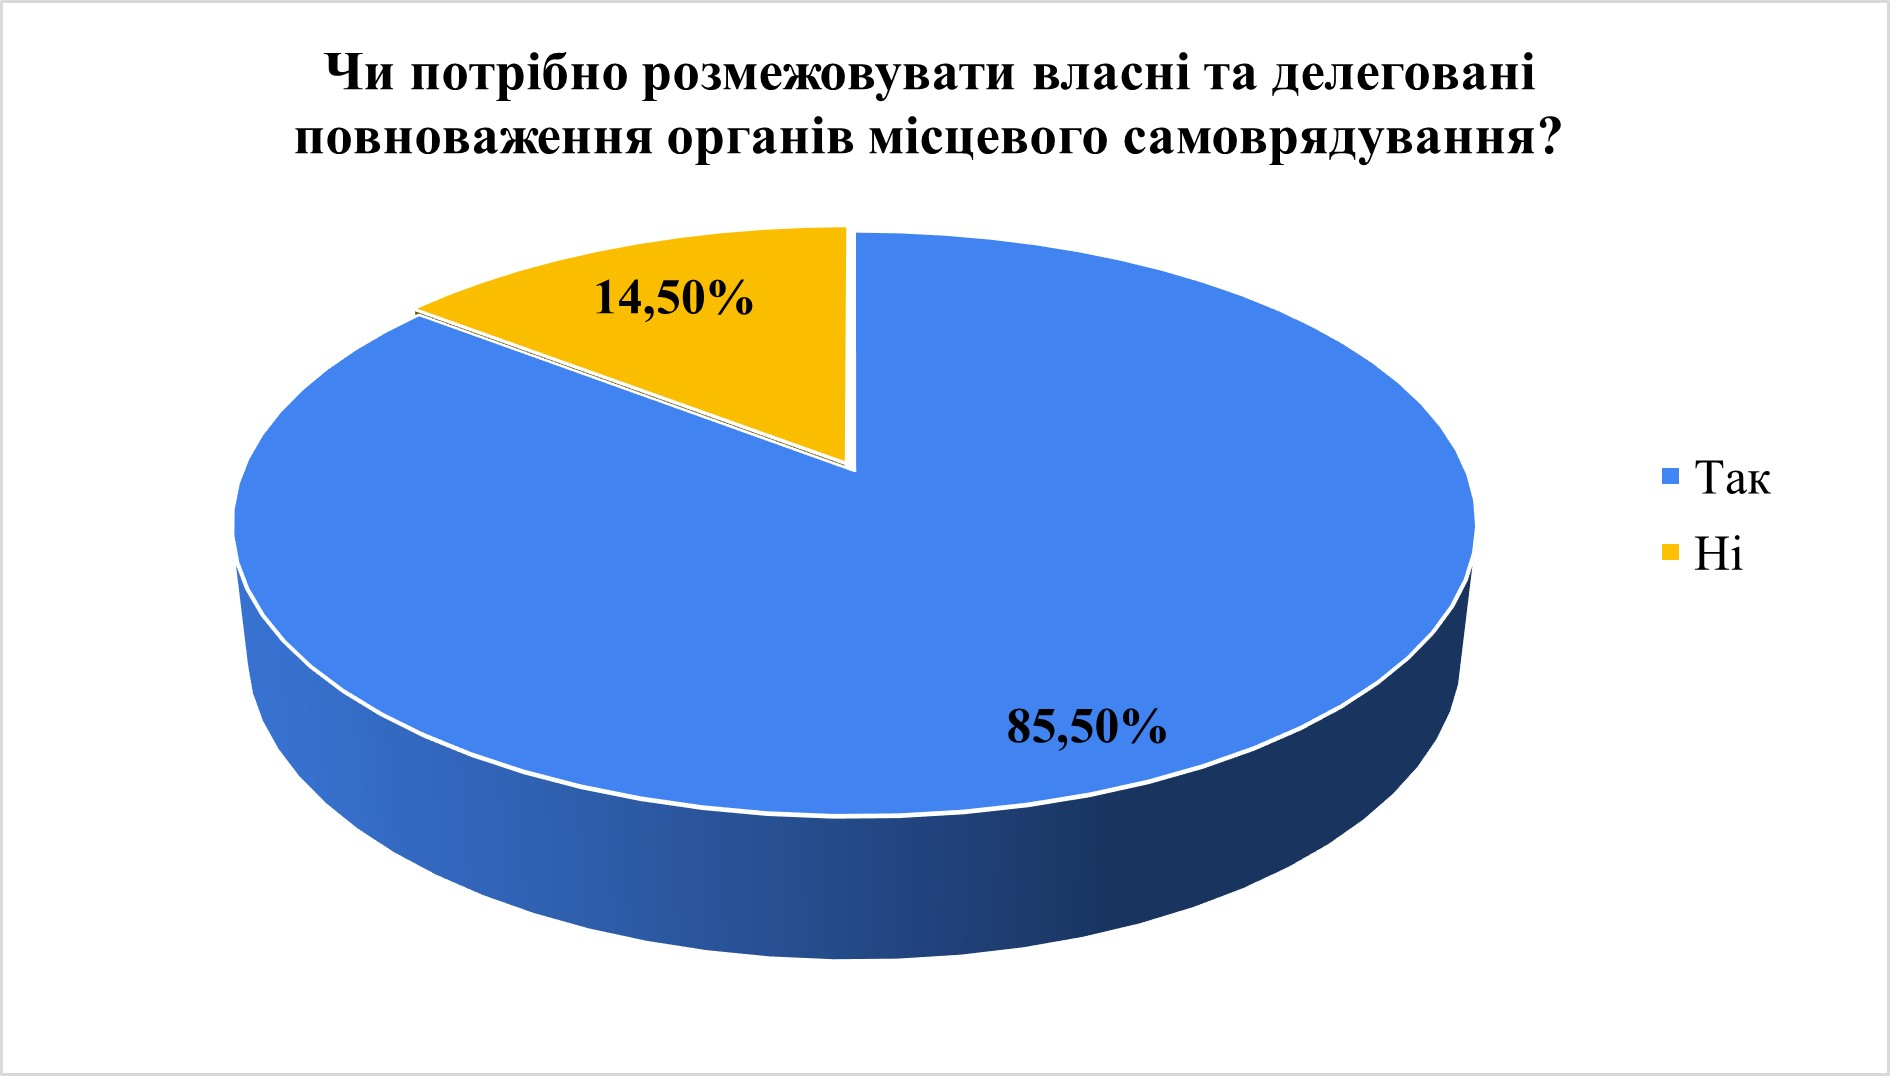 Чи потрібно розмежовувати власні та делеговані
повноваження органів місцевого самоврядування?
14,50%
Так
Ні
85,50%